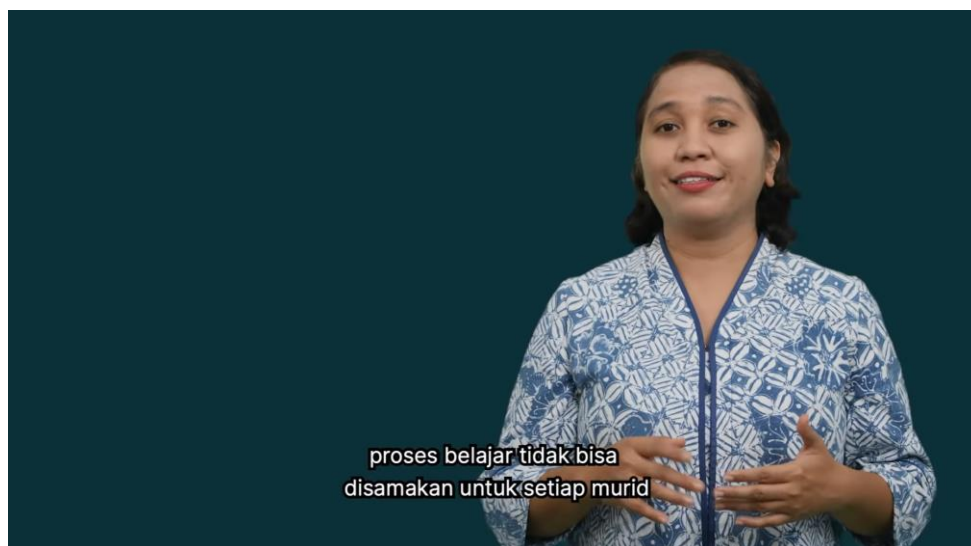 proses belajar tidak bisa
disamakan untuk setiap murid